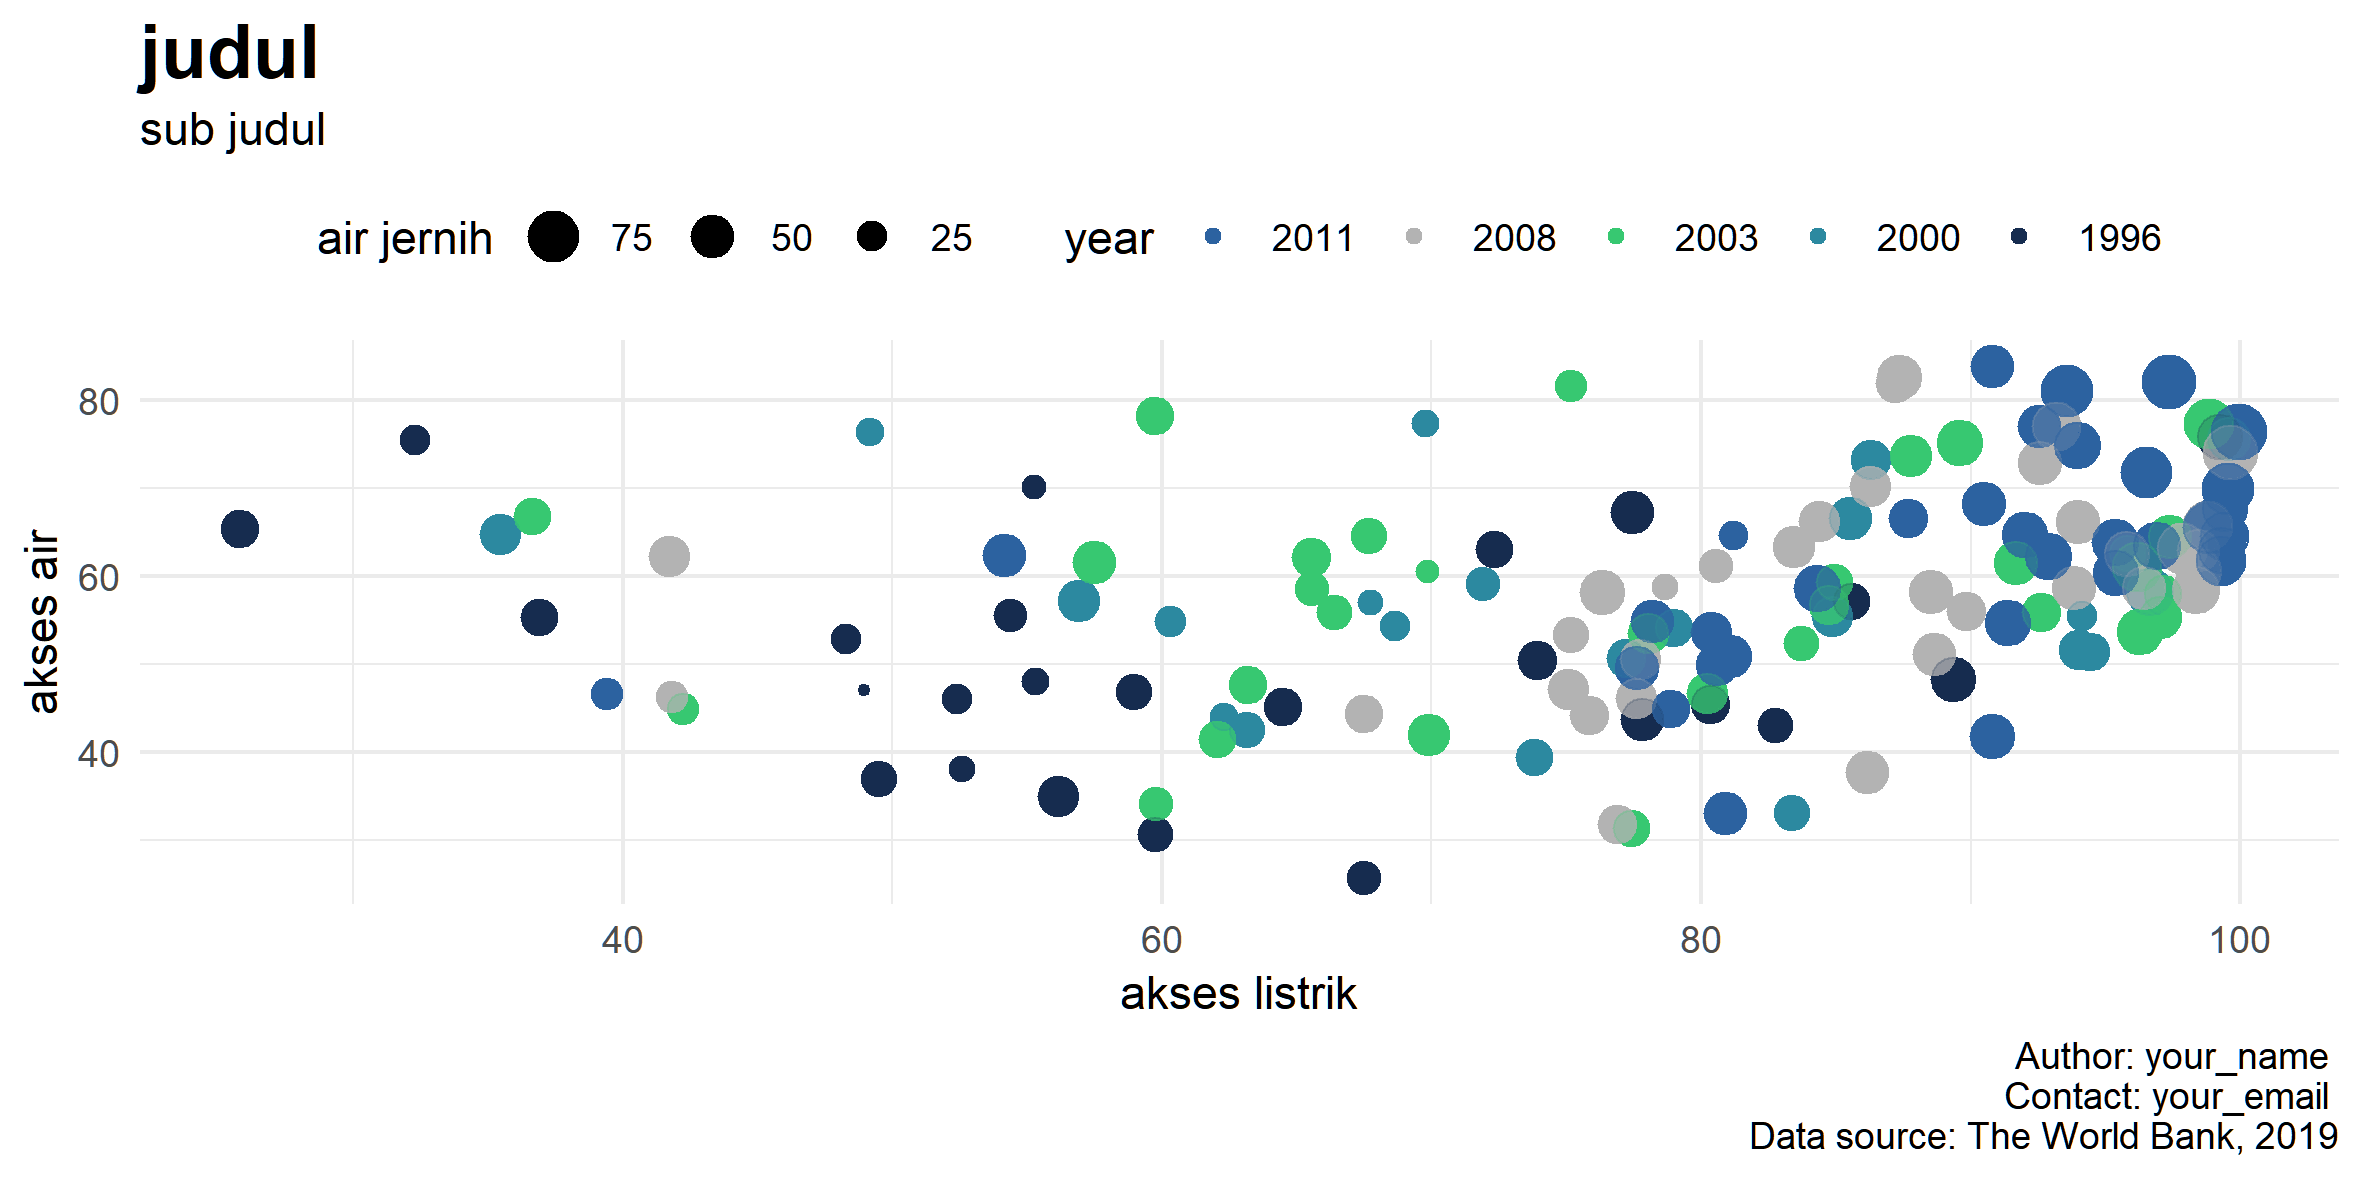 judul
sub judul
air jernih 75 50 25 year 2011 2008 2003 2000 1996
80
60
40
akses air
40 60 80 100
akses listrik
Author: your_name
Contact: your_email
Data source: The World Bank, 2019